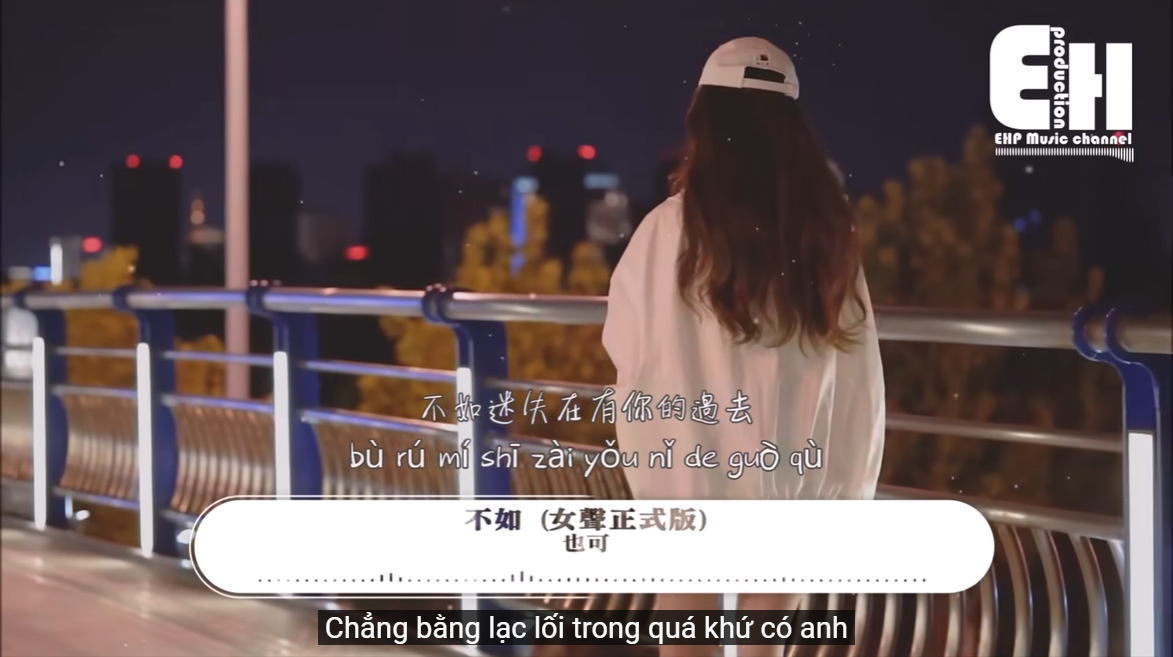 EH
production
EHP Music channel
不如迷失在有你的過去
bù rú mí shī zài yǒu nǐ de guò qù
不如 (女聲正式版)
也可
Chẳng bằng lạc lối trong quá khứ có anh